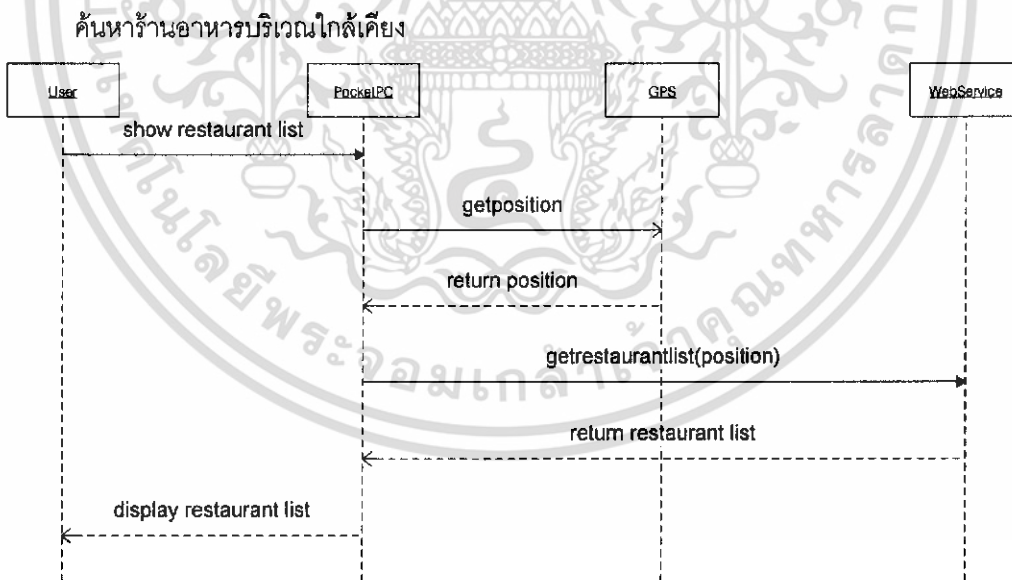 ค้นหาร้านอาหารบริเวณใกล้เคียง
User
PocketPC
GPS
WebService
show restaurant list
getposition
return position
getrestaurantlist(position)
return restaurant list
display restaurant list